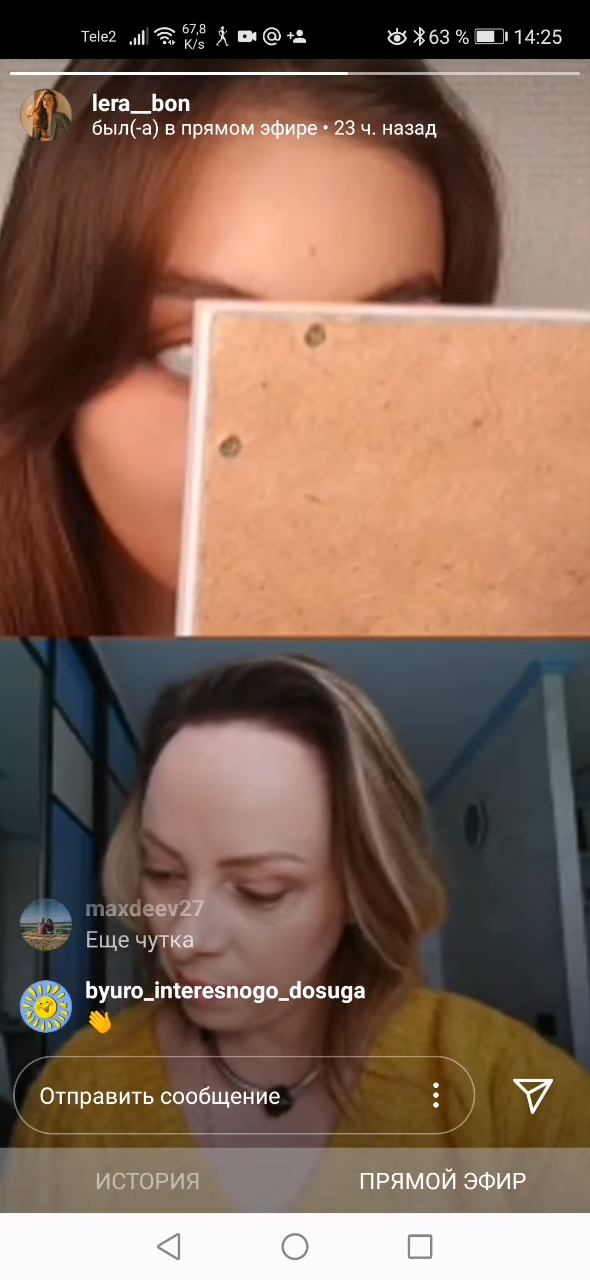 Tele2 67,8 K/s 63 % 14:25
lera__bon
был(-а) в прямом эфире • 23 ч. назад
maxdeev27
Еще чутка
byuro_interesnogo_dosuga
👋
Отправить сообщение
ИСТОРИЯ ПРЯМОЙ ЭФИР